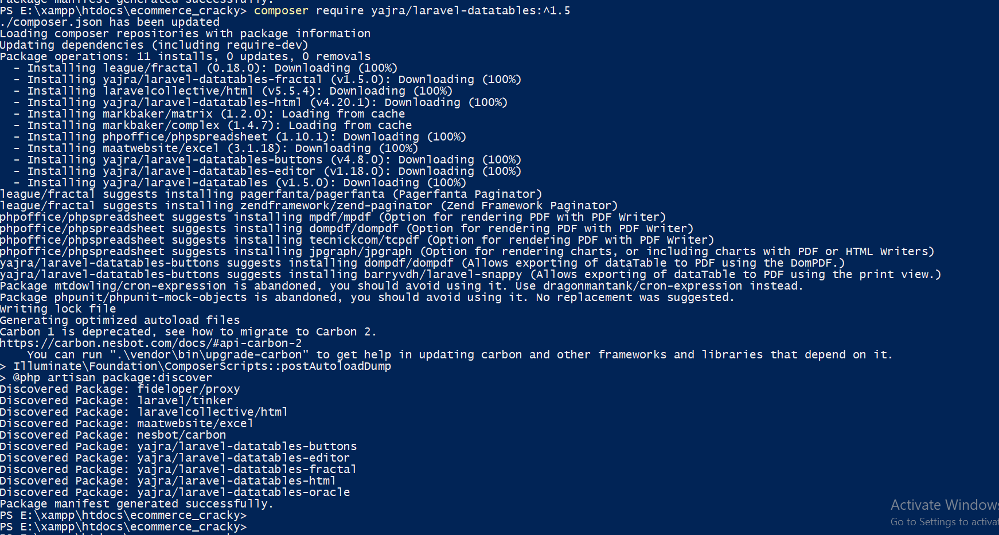 Package manifest generated successfully.
PS E:\xampp\htdocs\ecommerce_cracky> composer require yajra/laravel-datatables:^1.5
./composer.json has been updated
Loading composer repositories with package information
Updating dependencies (including require-dev)
Package operations: 11 installs, 0 updates, 0 removals
  - Installing league/fractal (0.18.0): Downloading (100%)
  - Installing yajra/laravel-datatables-fractal (v1.5.0): Downloading (100%)
  - Installing laravelcollective/html (v5.5.4): Downloading (100%)
  - Installing yajra/laravel-datatables-html (v4.20.1): Downloading (100%)
  - Installing markbaker/matrix (1.2.0): Loading from cache
  - Installing markbaker/complex (1.4.7): Loading from cache
  - Installing phpoffice/phpspreadsheet (1.10.1): Downloading (100%)
  - Installing maatwebsite/excel (3.1.18): Downloading (100%)
  - Installing yajra/laravel-datatables-buttons (v4.8.0): Downloading (100%)
  - Installing yajra/laravel-datatables-editor (v1.18.0): Downloading (100%)
  - Installing yajra/laravel-datatables (v1.5.0): Downloading (100%)
league/fractal suggests installing pagerfanta/pagerfanta (Pagerfanta Paginator)
league/fractal suggests installing zendframework/zend-paginator (Zend Framework Paginator)
phpoffice/phpspreadsheet suggests installing mpdf/mpdf (Option for rendering PDF with PDF Writer)
phpoffice/phpspreadsheet suggests installing dompdf/dompdf (Option for rendering PDF with PDF Writer)
phpoffice/phpspreadsheet suggests installing tecnickcom/tcpdf (Option for rendering PDF with PDF Writer)
phpoffice/phpspreadsheet suggests installing jpgraph/jpgraph (Option for rendering charts, or including charts with PDF or HTML Writers)
yajra/laravel-datatables-buttons suggests installing dompdf/dompdf (Allows exporting of dataTable to PDF using the DomPDF.)
yajra/laravel-datatables-buttons suggests installing barryvdh/laravel-snappy (Allows exporting of dataTable to PDF using the print view.)
Package mtdowling/cron-expression is abandoned, you should avoid using it. Use dragonmantank/cron-expression instead.
Package phpunit/phpunit-mock-objects is abandoned, you should avoid using it. No replacement was suggested.
Writing lock file
Generating optimized autoload files
Carbon 1 is deprecated, see how to migrate to Carbon 2.
https://carbon.nesbot.com/docs/#api-carbon-2
    You can run ".\vendor\bin\upgrade-carbon" to get help in updating carbon and other frameworks and libraries that depend on it.
> Illuminate\Foundation\ComposerScripts::postAutoloadDump
> @php artisan package:discover
Discovered Package: fideloper/proxy
Discovered Package: laravel/tinker
Discovered Package: laravelcollective/html
Discovered Package: maatwebsite/excel
Discovered Package: nesbot/carbon
Discovered Package: yajra/laravel-datatables-buttons
Discovered Package: yajra/laravel-datatables-editor
Discovered Package: yajra/laravel-datatables-fractal
Discovered Package: yajra/laravel-datatables-html
Discovered Package: yajra/laravel-datatables-oracle
Package manifest generated successfully.
PS E:\xampp\htdocs\ecommerce_cracky>
PS E:\xampp\htdocs\ecommerce_cracky>
Activate Windows
Go to Settings to activat